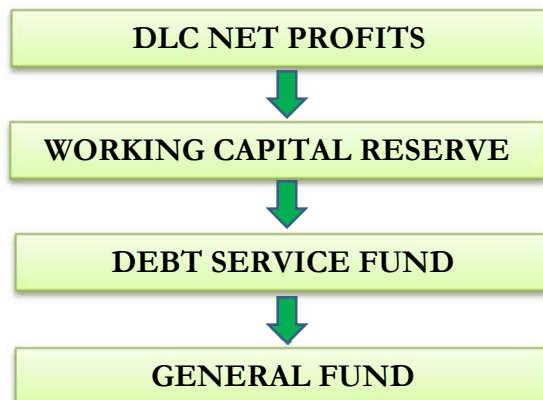 DLC NET PROFITS
WORKING CAPITAL RESERVE
DEBT SERVICE FUND
GENERAL FUND